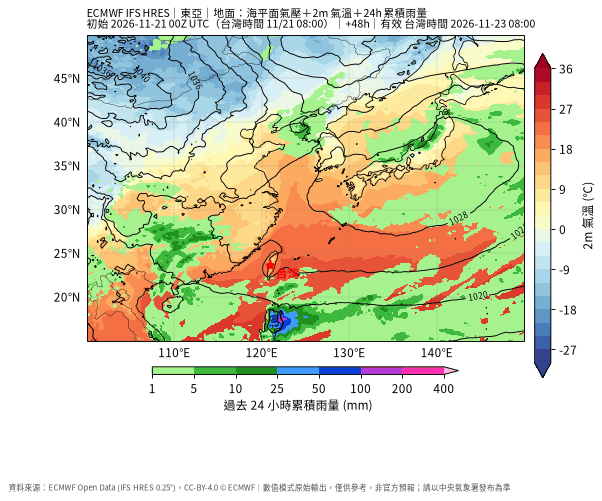 ECMWF IFS HRES｜東亞｜地面：海平面氣壓＋2m 氣溫＋24h 累積雨量
初始 2026-11-21 00Z UTC（台灣時間 11/21 08:00）｜+48h｜有效 台灣時間 2026-11-23 08:00
45°N
40°N
35°N
30°N
25°N
20°N
110°E
120°E
130°E
140°E
1036
1040
1036
1028
1020
台灣
36
27
18
9
0
-9
-18
-27
2m 氣溫 (°C)
1
5
10
25
50
100
200
400
過去 24 小時累積雨量 (mm)
資料來源：ECMWF Open Data (IFS HRES 0.25°)，CC-BY-4.0 © ECMWF｜數值模式原始輸出，僅供參考，非官方預報；請以中央氣象署發布為準